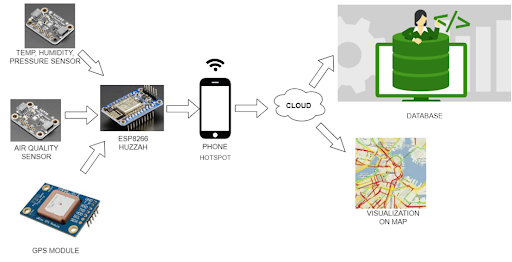 TEMP, HUMIDITY,
PRESSURE SENSOR
AIR QUALITY
SENSOR
GPS MODULE
ESP8266
HUZZAH
PHONE
HOTSPOT
CLOUD
</>
DATABASE
VISUALIZATION
ON MAP